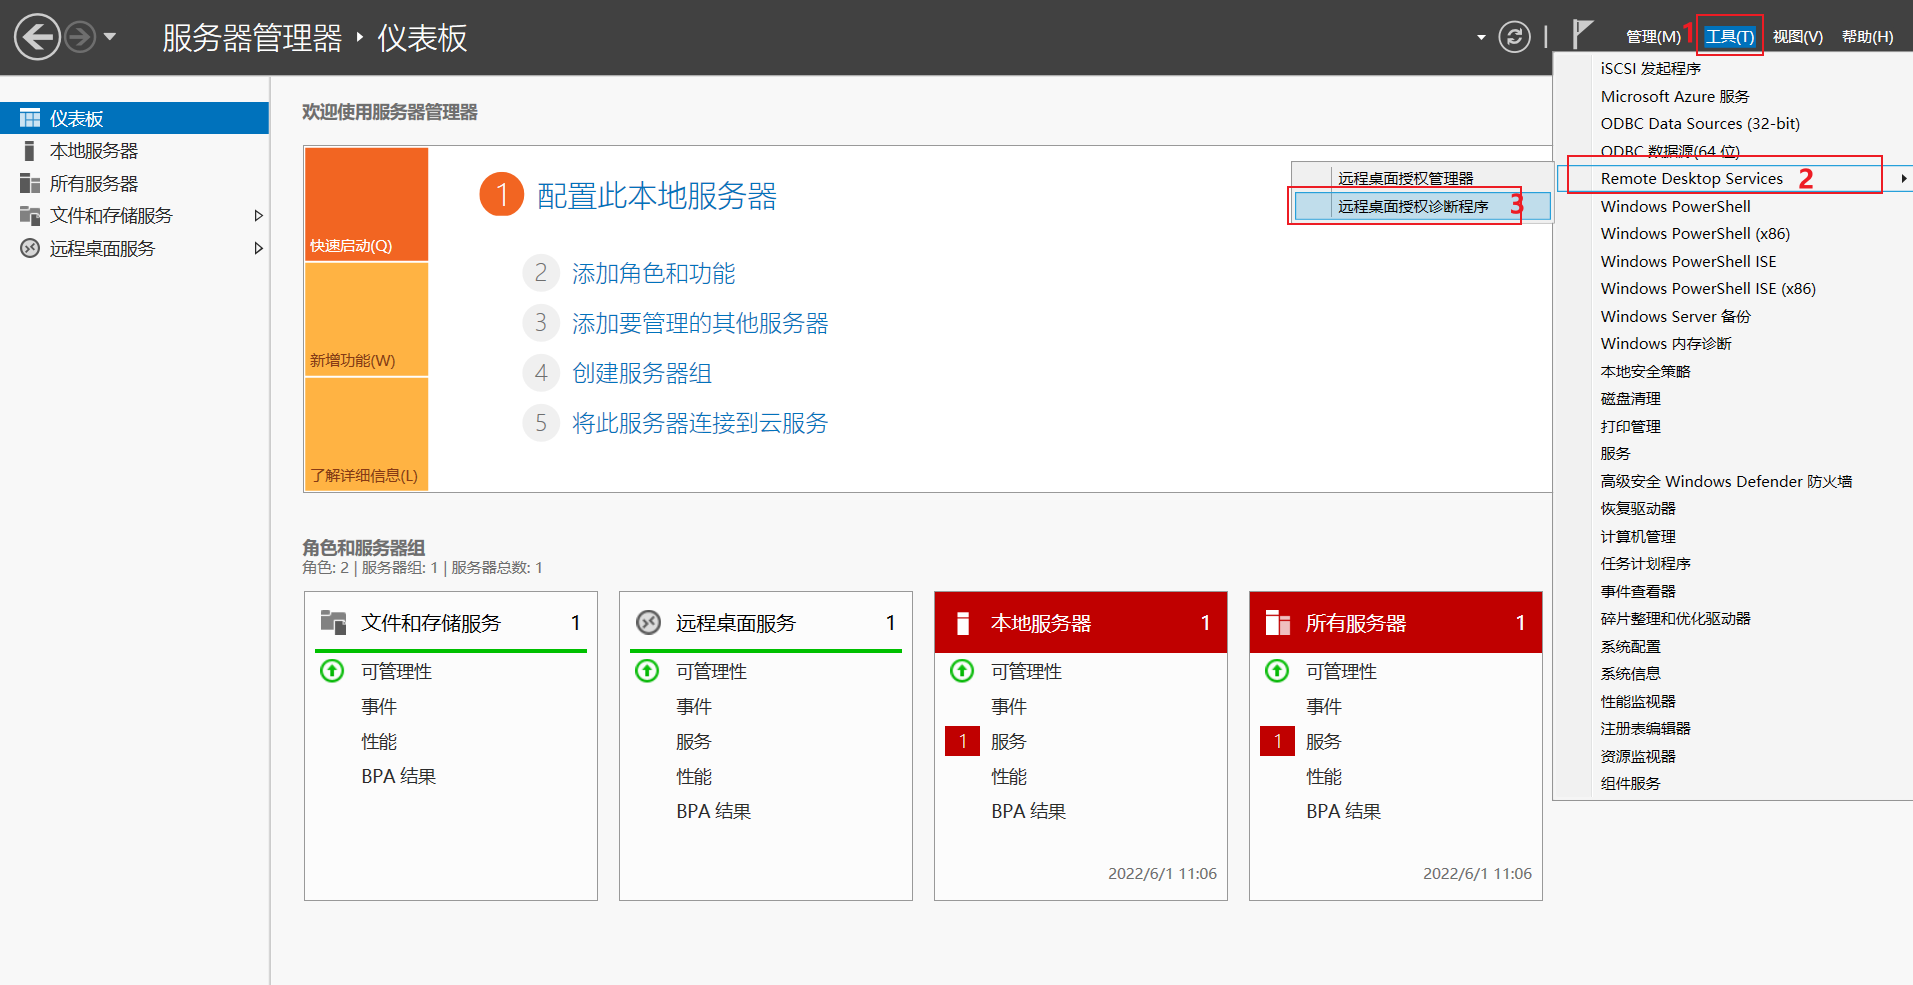 服务器管理器 ‣ 仪表板
管理(M) 1 工具(T) 视图(V) 帮助(H)
仪表板
本地服务器
所有服务器
文件和存储服务
远程桌面服务
欢迎使用服务器管理器
快速启动(Q)
新增功能(W)
了解详细信息(L)
1 配置此本地服务器
2 添加角色和功能
3 添加要管理的其他服务器
4 创建服务器组
5 将此服务器连接到云服务
远程桌面授权管理器
远程桌面授权诊断程序 3
iSCSI 发起程序
Microsoft Azure 服务
ODBC Data Sources (32-bit)
ODBC 数据源(64 位)
Remote Desktop Services 2
Windows PowerShell
Windows PowerShell (x86)
Windows PowerShell ISE
Windows PowerShell ISE (x86)
Windows Server 备份
Windows 内存诊断
本地安全策略
磁盘清理
打印管理
服务
高级安全 Windows Defender 防火墙
恢复驱动器
计算机管理
任务计划程序
事件查看器
碎片整理和优化驱动器
系统配置
系统信息
性能监视器
注册表编辑器
资源监视器
组件服务
角色和服务器组
角色: 2 | 服务器组: 1 | 服务器总数: 1
文件和存储服务 1
可管理性
事件
性能
BPA 结果
远程桌面服务 1
可管理性
事件
服务
性能
BPA 结果
本地服务器 1
可管理性
事件
1 服务
性能
BPA 结果
2022/6/1 11:06
所有服务器 1
可管理性
事件
1 服务
性能
BPA 结果
2022/6/1 11:06